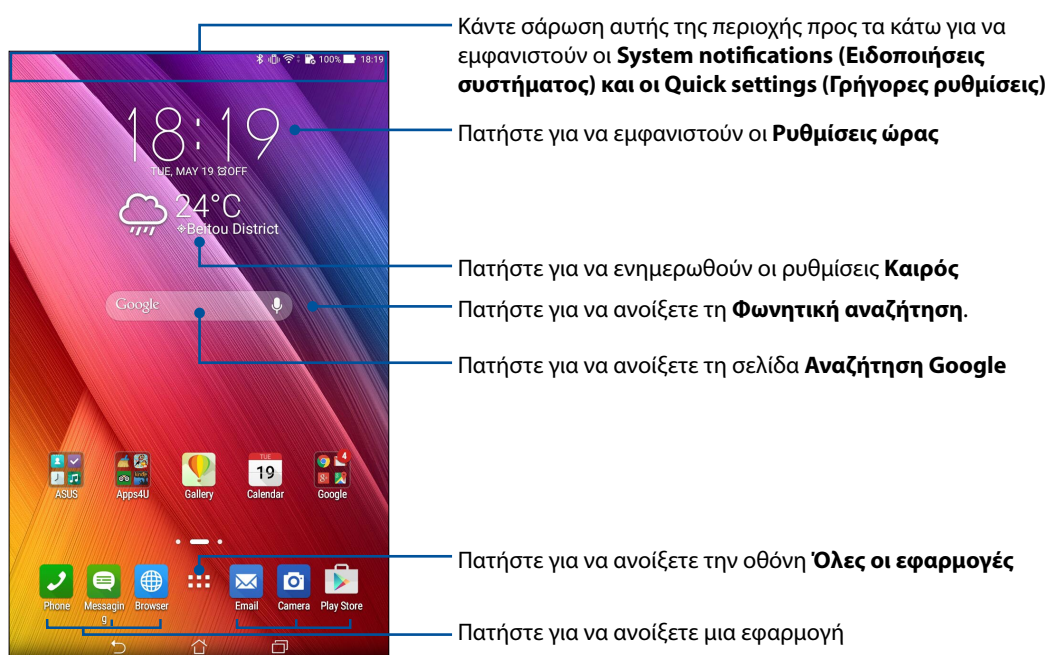 Κάντε σάρωση αυτής της περιοχής προς τα κάτω για να
εμφανιστούν οι System notifications (Ειδοποιήσεις
συστήματος) και οι Quick settings (Γρήγορες ρυθμίσεις)
100% 18:19
18:19
Πατήστε για να εμφανιστούν οι Ρυθμίσεις ώρας
TUE, MAY 19 OFF
24°C
Beitou District
Πατήστε για να ενημερωθούν οι ρυθμίσεις Καιρός
Google
Πατήστε για να ανοίξετε τη Φωνητική αναζήτηση.
Πατήστε για να ανοίξετε τη σελίδα Αναζήτηση Google
4
TUE
19
ASUS Apps4U Gallery Calendar Google
Πατήστε για να ανοίξετε την οθόνη Όλες οι εφαρμογές
Phone Messagin Browser Email Camera Play Store
g
Πατήστε για να ανοίξετε μια εφαρμογή